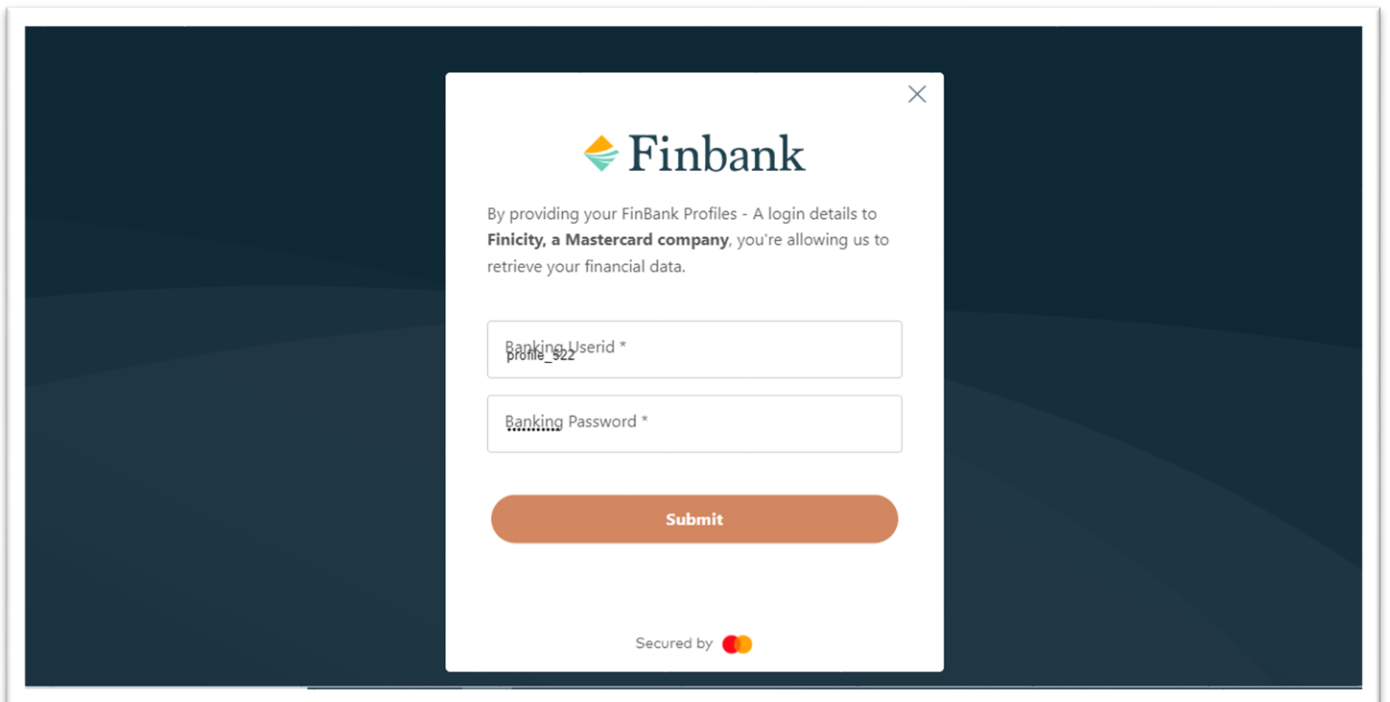 Finbank
By providing your FinBank Profiles - A login details to
Finicity, a Mastercard company, you're allowing us to
retrieve your financial data.
Banking Userid *
profile_522
Banking Password *
•••••••••••
Submit
Secured by